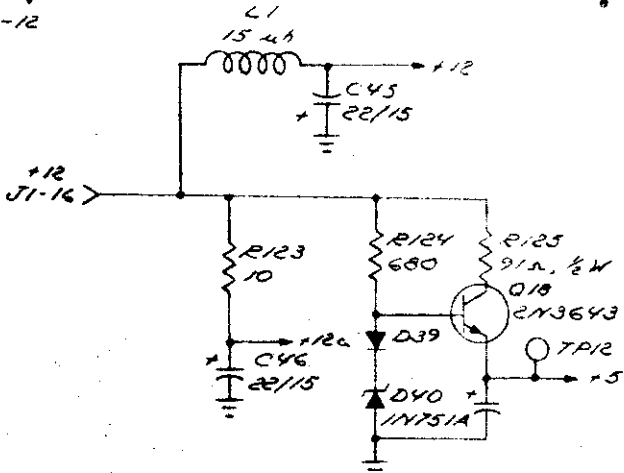 -12
L1
15 uh
+12
C45
+ 22/15
+12
J1-16
R123
10
R124
680
R125
91Ω, ½ W
Q18
2N3643
+12a
+ C46
22/15
D39
TP12
+5
D40 +
1N751A